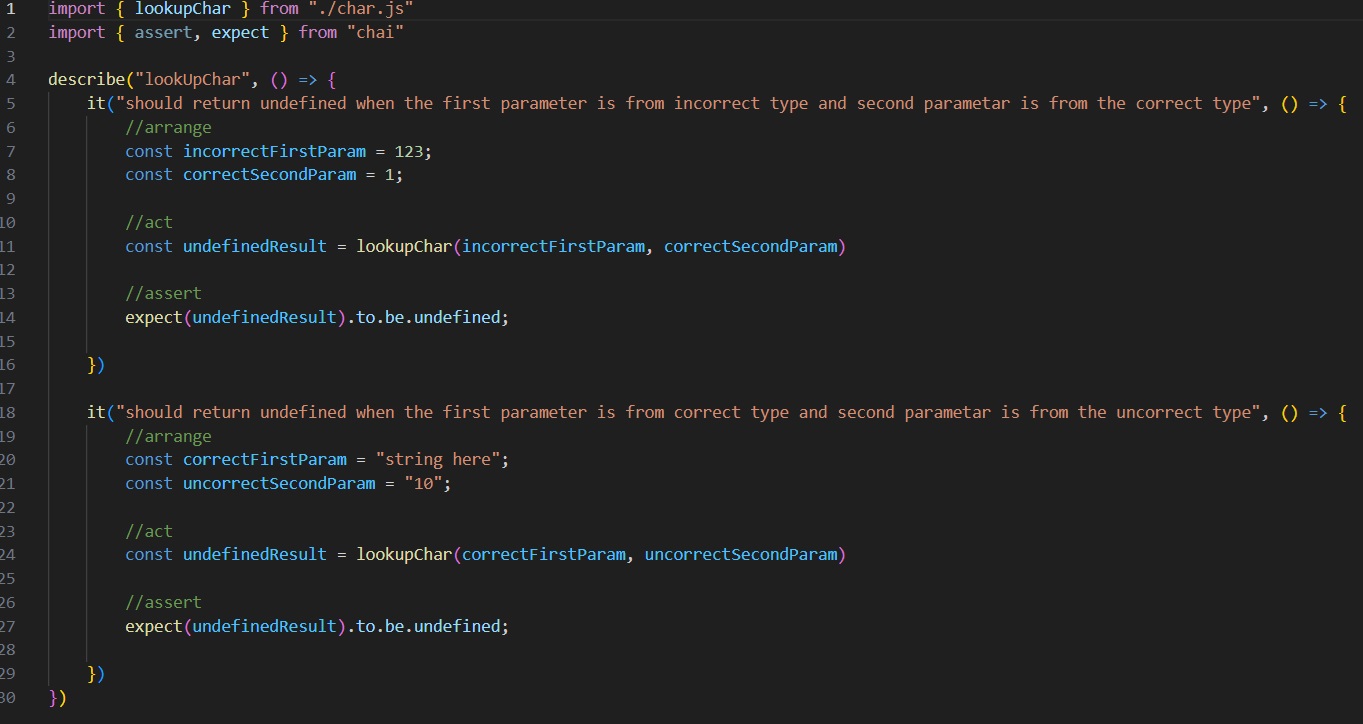 1 import { lookupChar } from "./char.js"
2 import { assert, expect } from "chai"
3
4 describe("lookUpChar", () => {
5 it("should return undefined when the first parameter is from incorrect type and second parametar is from the correct type", () => {
6 //arrange
7 const incorrectFirstParam = 123;
8 const correctSecondParam = 1;
9
10 //act
11 const undefinedResult = lookupChar(incorrectFirstParam, correctSecondParam)
12
13 //assert
14 expect(undefinedResult).to.be.undefined;
15
16 })
17
18 it("should return undefined when the first parameter is from correct type and second parametar is from the uncorrect type", () => {
19 //arrange
20 const correctFirstParam = "string here";
21 const uncorrectSecondParam = "10";
22
23 //act
24 const undefinedResult = lookupChar(correctFirstParam, uncorrectSecondParam)
25
26 //assert
27 expect(undefinedResult).to.be.undefined;
28
29 })
30 })